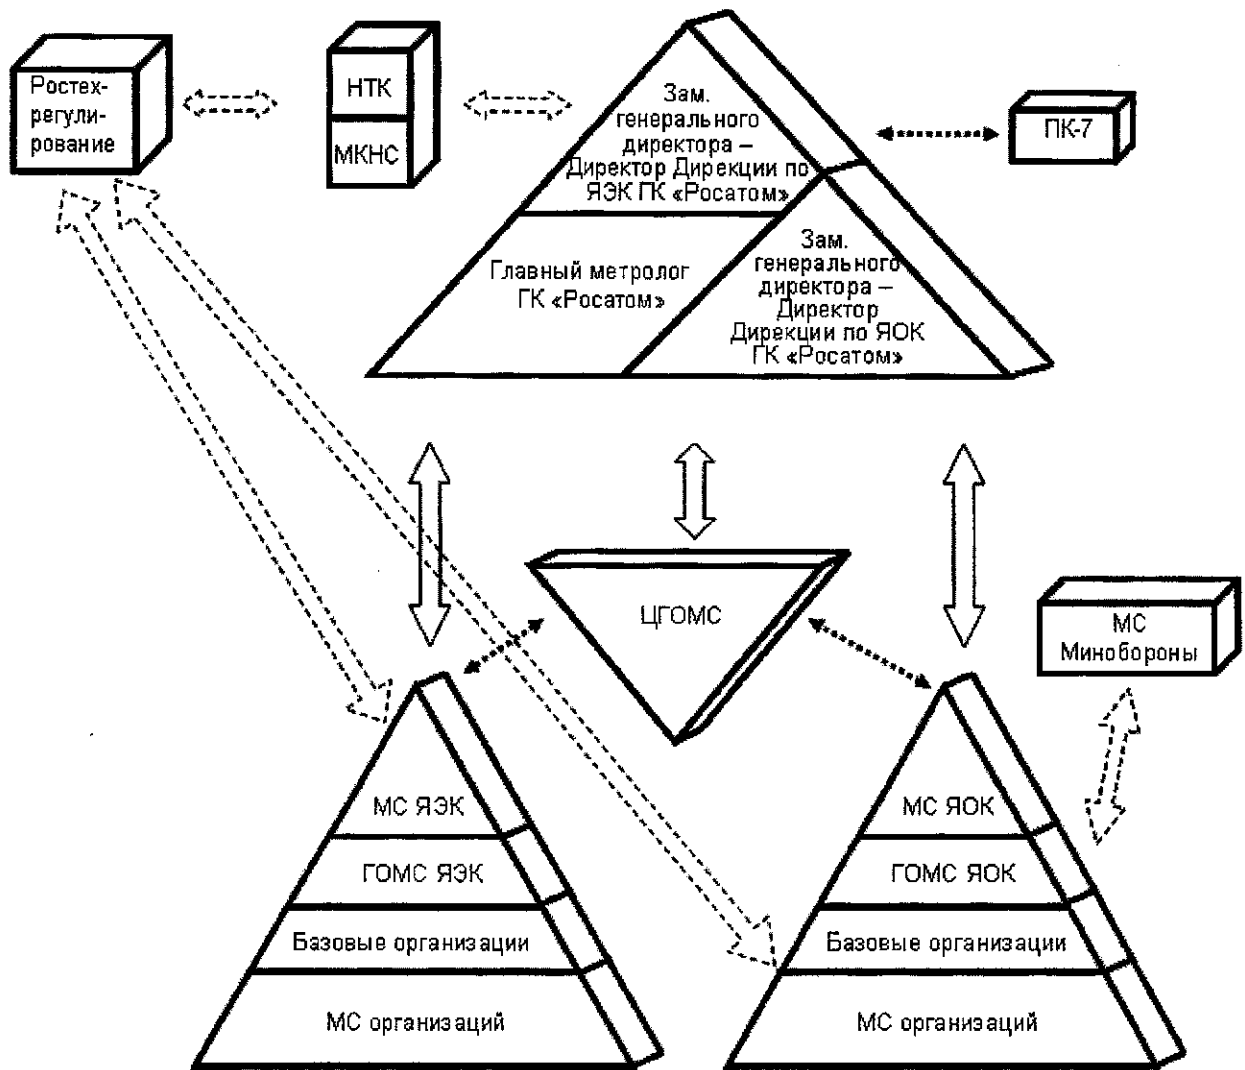 Ростех-
регули-
рование
НТК
МКНС
Зам.
генерального
директора –
Директор Дирекции по
ЯЭК ГК «Росатом»
ПК-7
Главный метролог
ГК «Росатом»
Зам.
генерального
директора –
Директор
Дирекции по ЯОК
ГК «Росатом»
ЦГОМС
МС
Минобороны
МС ЯЭК
ГОМС ЯЭК
Базовые организации
МС организаций
МС ЯОК
ГОМС ЯОК
Базовые организации
МС организаций